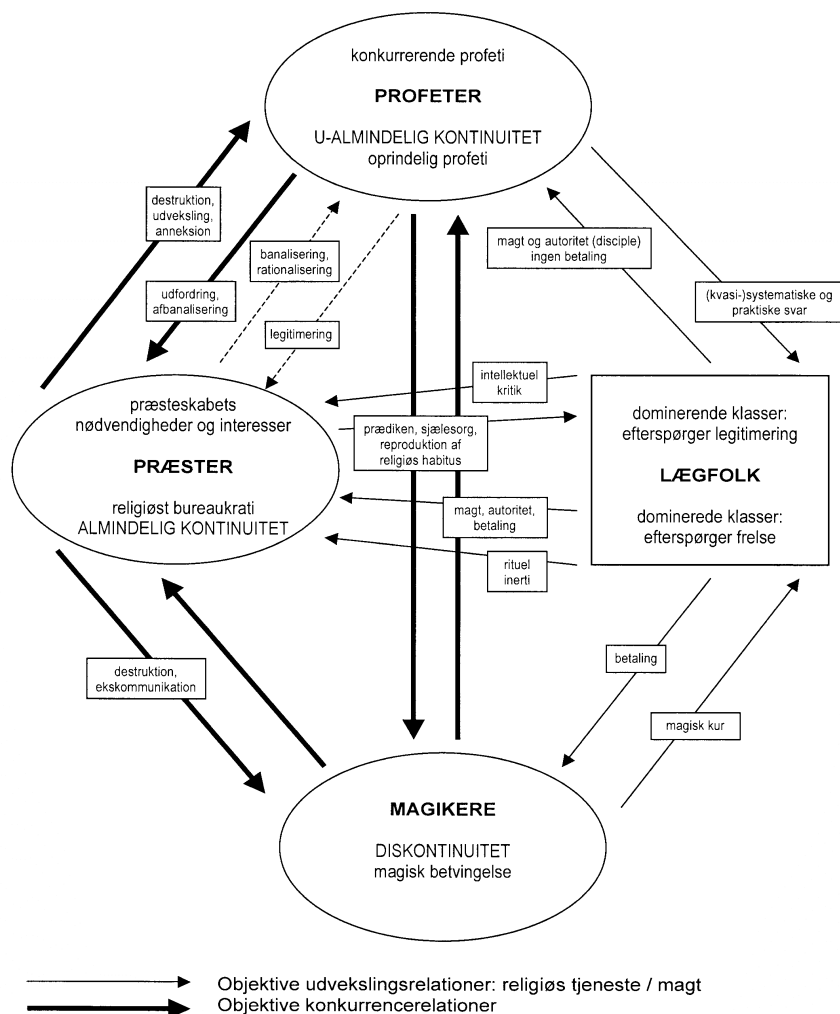 konkurrerende profeti
PROFETER
U-ALMINDELIG KONTINUITET
oprindelig profeti
destruktion,
udveksling,
anneksion
banalisering,
rationalisering
magt og autoritet (disciple)
ingen betaling
udfordring,
afbanalisering
(kvasi-)systematiske og
praktiske svar
legitimering
intellektuel
kritik
præsteskabets
nødvendigheder og interesser
PRÆSTER
religiøst bureaukrati
ALMINDELIG KONTINUITET
prædiken, sjælesorg,
reproduktion af
religiøs habitus
dominerende klasser:
efterspørger legitimering
LÆGFOLK
dominerede klasser:
efterspørger frelse
magt, autoritet,
betaling
rituel
inerti
destruktion,
ekskommunikation
betaling
magisk kur
MAGIKERE
DISKONTINUITET
magisk betvingelse
Objektive udvekslingsrelationer: religiøs tjeneste / magt
Objektive konkurrencerelationer